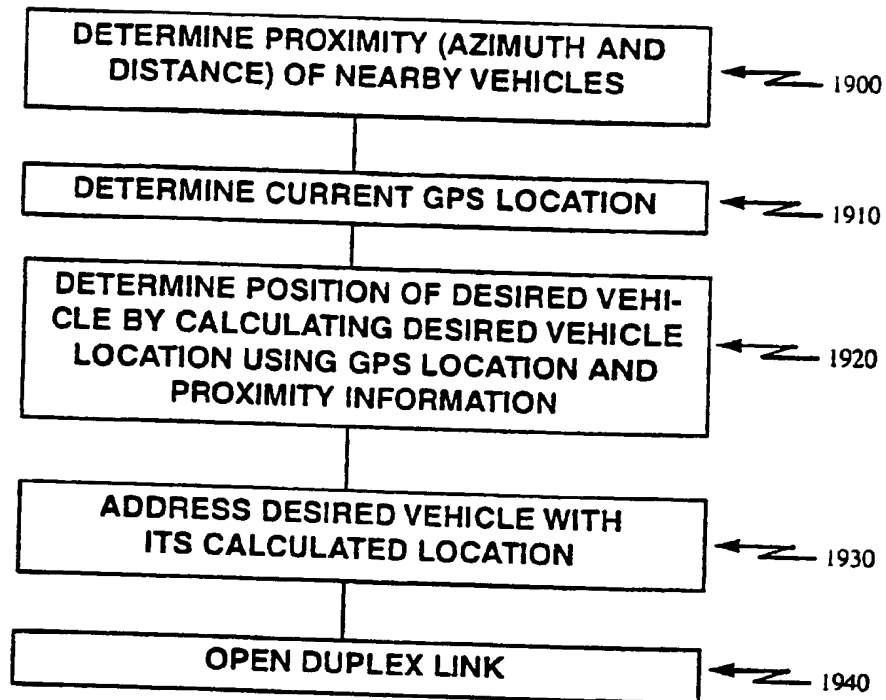 DETERMINE PROXIMITY (AZIMUTH AND
DISTANCE) OF NEARBY VEHICLES
1900
DETERMINE CURRENT GPS LOCATION
1910
DETERMINE POSITION OF DESIRED VEHI-
CLE BY CALCULATING DESIRED VEHICLE
LOCATION USING GPS LOCATION AND
PROXIMITY INFORMATION
1920
ADDRESS DESIRED VEHICLE WITH
ITS CALCULATED LOCATION
1930
OPEN DUPLEX LINK
1940